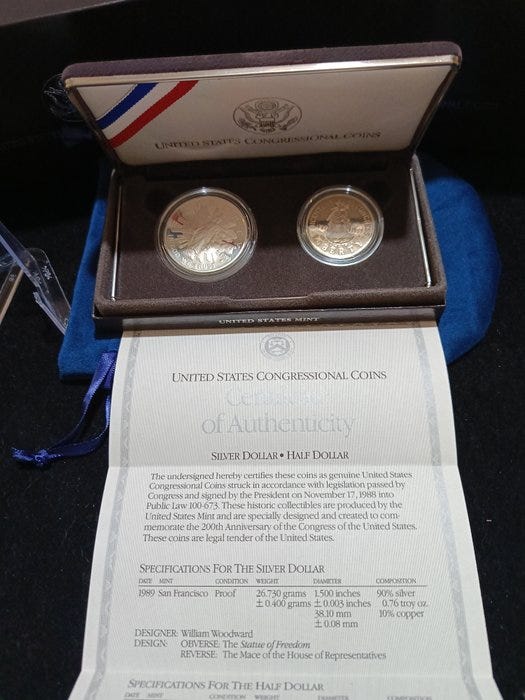 UNITED STATES CONGRESSIONAL COINS
UNITED STATES MINT
UNITED STATES CONGRESSIONAL COINS
Certificate
of Authenticity
SILVER DOLLAR • HALF DOLLAR
The undersigned hereby certifies these coins as genuine United States
Congressional Coins struck in accordance with legislation passed by
Congress and signed by the President on November 17, 1988 into
Public Law 100-673. These historic collectibles are produced by the
United States Mint and are specially designed and created to com-
memorate the 200th Anniversary of the Congress of the United States.
These coins are legal tender of the United States.
SPECIFICATIONS FOR THE SILVER DOLLAR
DATE MINT CONDITION WEIGHT DIAMETER COMPOSITION
1989 San Francisco Proof 26.730 grams 1.500 inches 90% silver
± 0.400 grams ± 0.003 inches 0.76 troy oz.
38.10 mm 10% copper
± 0.08 mm
DESIGNER: William Woodward
DESIGN: OBVERSE: The Statue of Freedom
REVERSE: The Mace of the House of Representatives
SPECIFICATIONS FOR THE HALF DOLLAR
DATE MINT CONDITION WEIGHT DIAMETER COMPOSITION